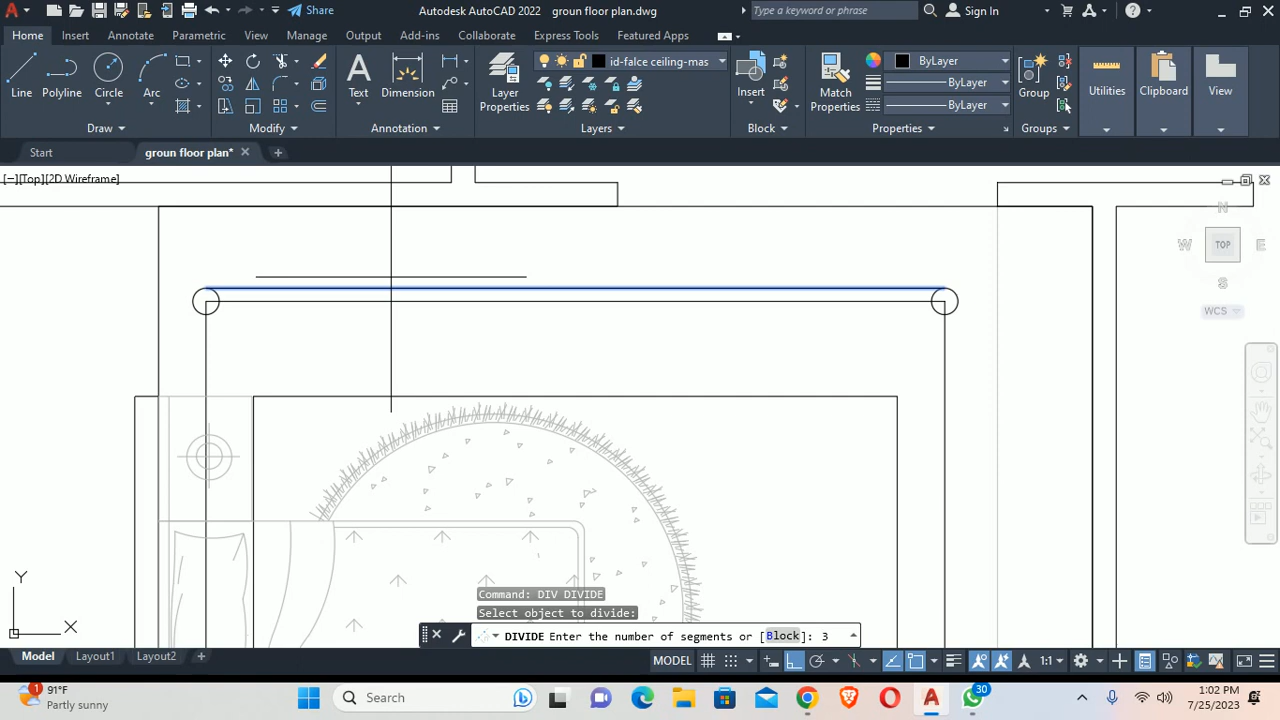 Share
Autodesk AutoCAD 2022 groun floor plan.dwg
Type a keyword or phrase
Sign In
Home
Insert
Annotate
Parametric
View
Manage
Output
Add-ins
Collaborate
Express Tools
Featured Apps
Line
Polyline
Circle
Arc
Text
Dimension
Layer
Properties
id-falce ceiling-mas
Insert
Match
Properties
ByLayer
ByLayer
ByLayer
Group
Utilities
Clipboard
View
Draw
Modify
Annotation
Layers
Block
Properties
Groups
Start
groun floor plan*
[−][Top][2D Wireframe]
N
W
TOP
E
S
WCS
Y
X
Command: DIV DIVIDE
Select object to divide:
DIVIDE Enter the number of segments or [Block]: 3
Model
Layout1
Layout2
MODEL
1:1
1
91°F
Partly sunny
Search
30
1:02 PM
7/25/2023